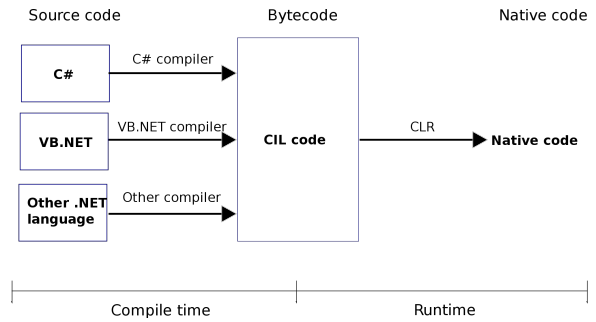 Source code
Bytecode
Native code
C#
C# compiler
VB.NET
VB.NET compiler
Other .NET
language
Other compiler
CIL code
CLR
Native code
Compile time
Runtime